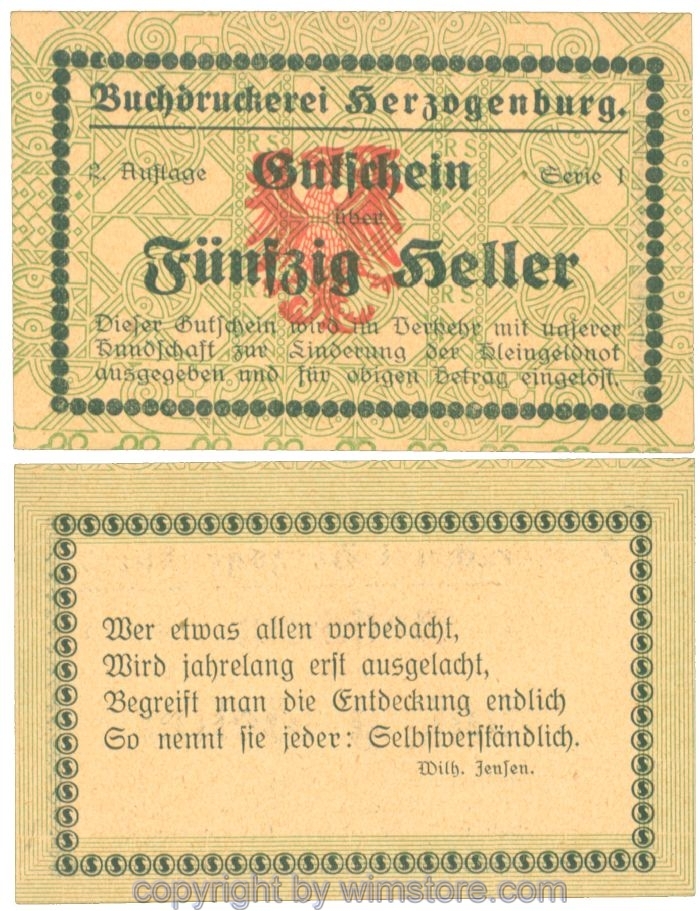 Buchdruckerei Herzogenburg.
2. Auflage Gutschein Serie 1
über
Fünfzig Heller
Dieser Gutschein wird im Verkehr mit unserer
Kundschaft zur Linderung der Kleingeldnot
ausgegeben und für obigen Betrag eingelöst.
Wer etwas allen vorbedacht,
Wird jahrelang erst ausgelacht,
Begreift man die Entdeckung endlich
So nennt sie jeder: Selbstverständlich.
Wilh. Jensen.
copyright by wimstore.com